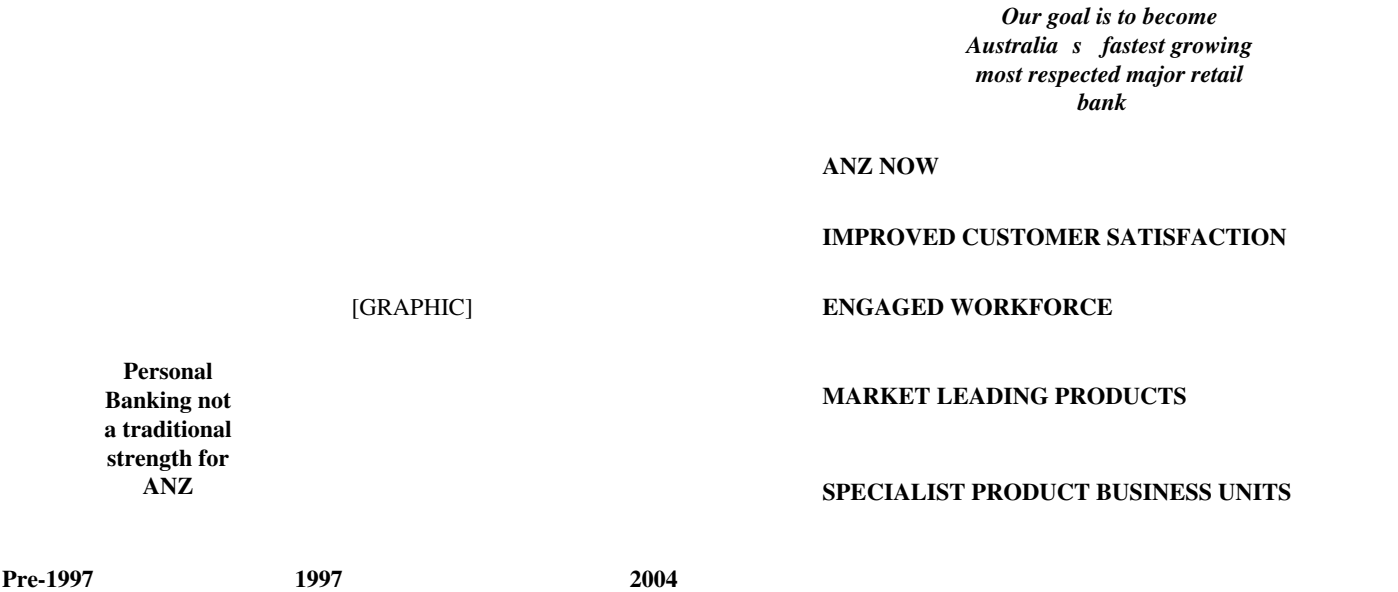 Our goal is to become
Australia s fastest growing
most respected major retail
bank
ANZ NOW
IMPROVED CUSTOMER SATISFACTION
[GRAPHIC]
ENGAGED WORKFORCE
Personal
Banking not
a traditional
strength for
ANZ
MARKET LEADING PRODUCTS
SPECIALIST PRODUCT BUSINESS UNITS
Pre-1997 1997 2004